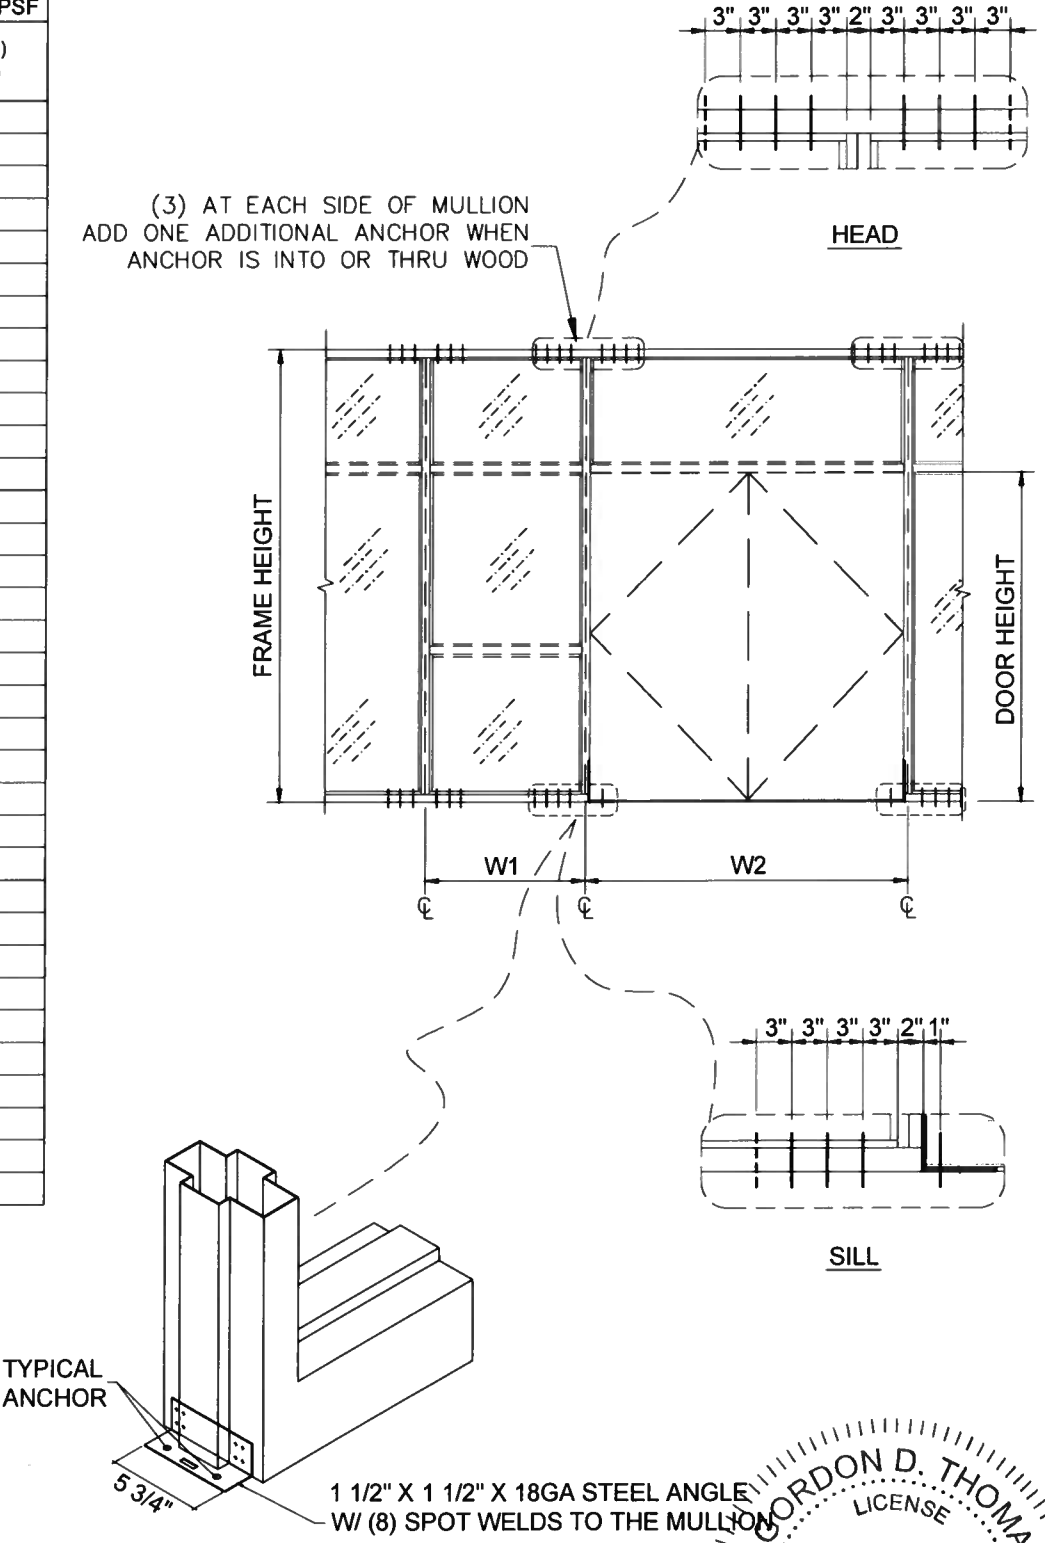 PSF
)
3" 3" 3" 3" 2" 3" 3" 3" 3"
HEAD
(3) AT EACH SIDE OF MULLION
ADD ONE ADDITIONAL ANCHOR WHEN
ANCHOR IS INTO OR THRU WOOD
FRAME HEIGHT
DOOR HEIGHT
W1
W2
℄ ℄ ℄
3" 3" 3" 3" 2" 1"
SILL
TYPICAL
ANCHOR
5 3/4"
1 1/2" X 1 1/2" X 18GA STEEL ANGLE
W/ (8) SPOT WELDS TO THE MULLION
GORDON D. THOMA
LICENSE